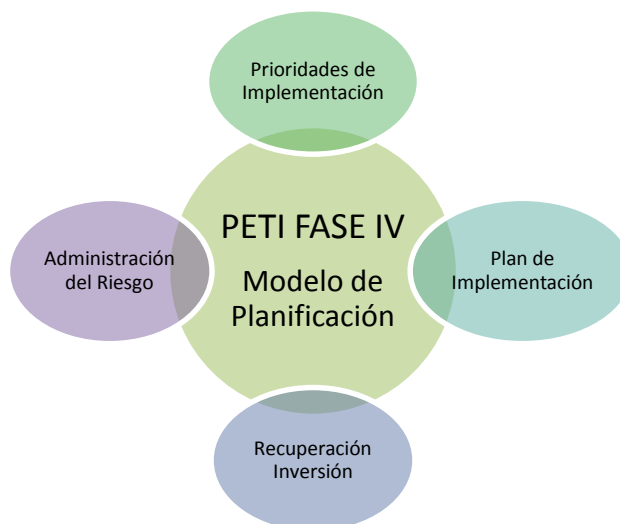 Prioridades de
Implementación
PETI FASE IV
Modelo de
Planificación
Administración
del Riesgo
Plan de
Implementación
Recuperación
Inversión